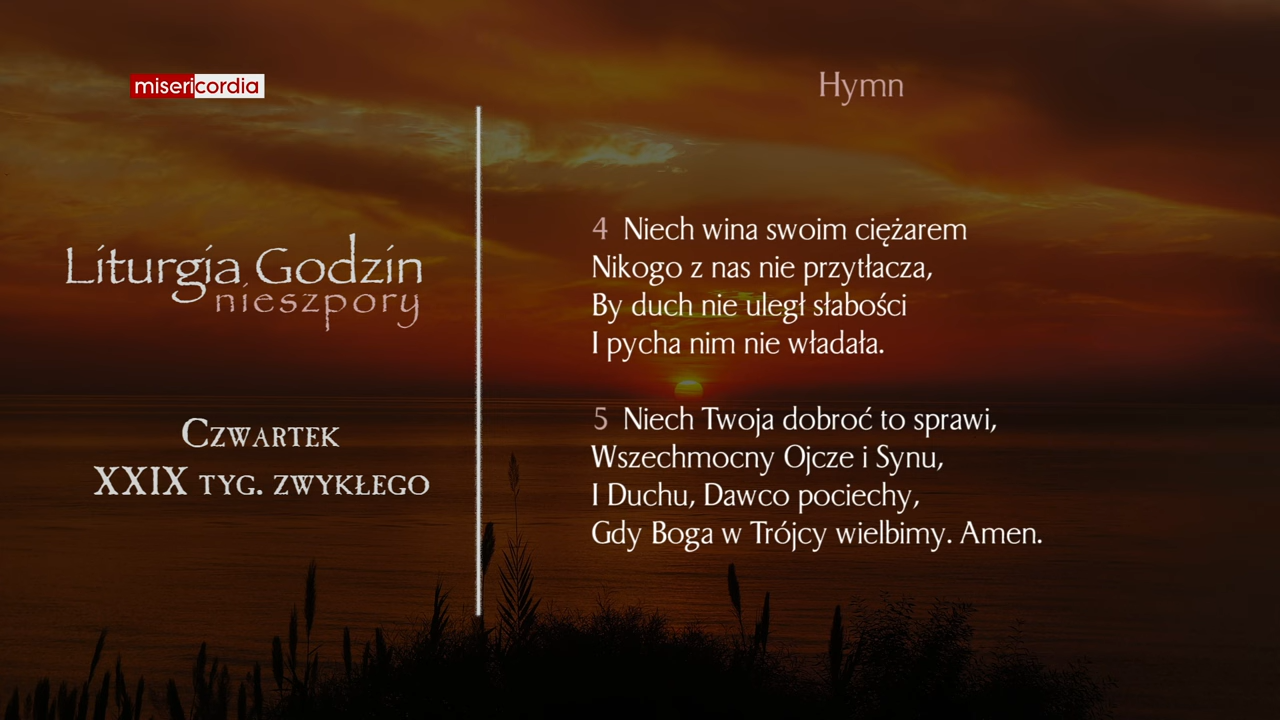 misericordia
Liturgia Godzin
nieszpory
Czwartek
XXIX tyg. zwykłego
Hymn
4 Niech wina swoim ciężarem
Nikogo z nas nie przytłacza,
By duch nie uległ słabości
I pycha nim nie władała.
5 Niech Twoja dobroć to sprawi,
Wszechmocny Ojcze i Synu,
I Duchu, Dawco pociechy,
Gdy Boga w Trójcy wielbimy. Amen.